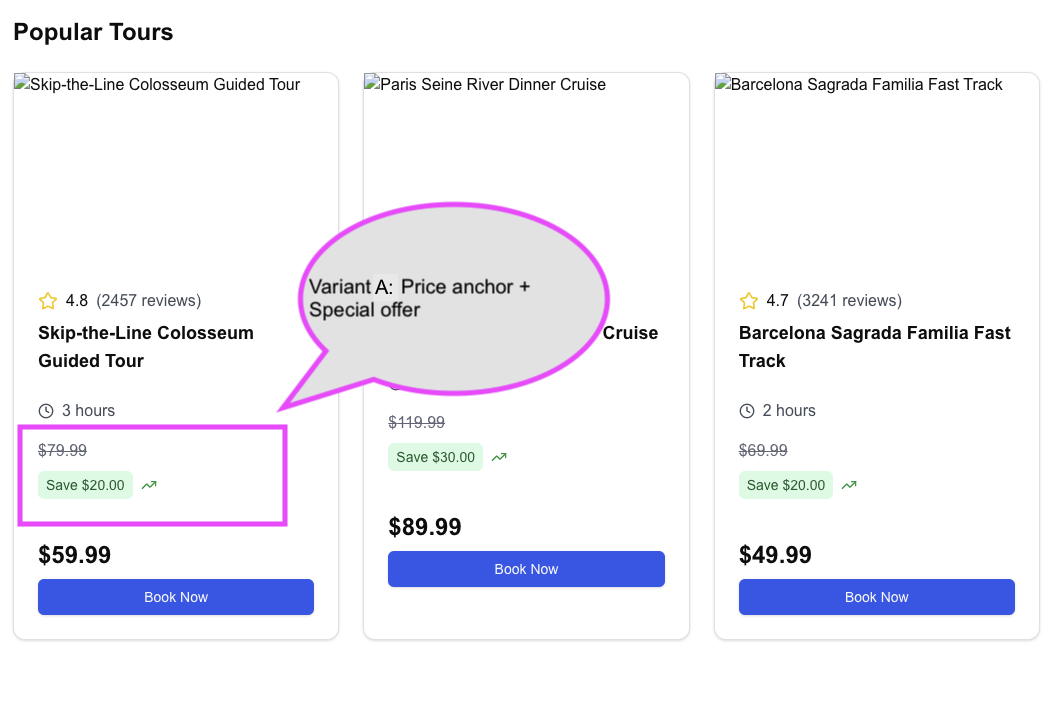 Popular Tours
Skip-the-Line Colosseum Guided Tour
4.8 (2457 reviews)
Skip-the-Line Colosseum
Guided Tour
3 hours
$79.99
Save $20.00
$59.99
Book Now
Variant A: Price anchor +
Special offer
Paris Seine River Dinner Cruise
Cruise
$119.99
Save $30.00
$89.99
Book Now
Barcelona Sagrada Familia Fast Track
4.7 (3241 reviews)
Barcelona Sagrada Familia Fast
Track
2 hours
$69.99
Save $20.00
$49.99
Book Now